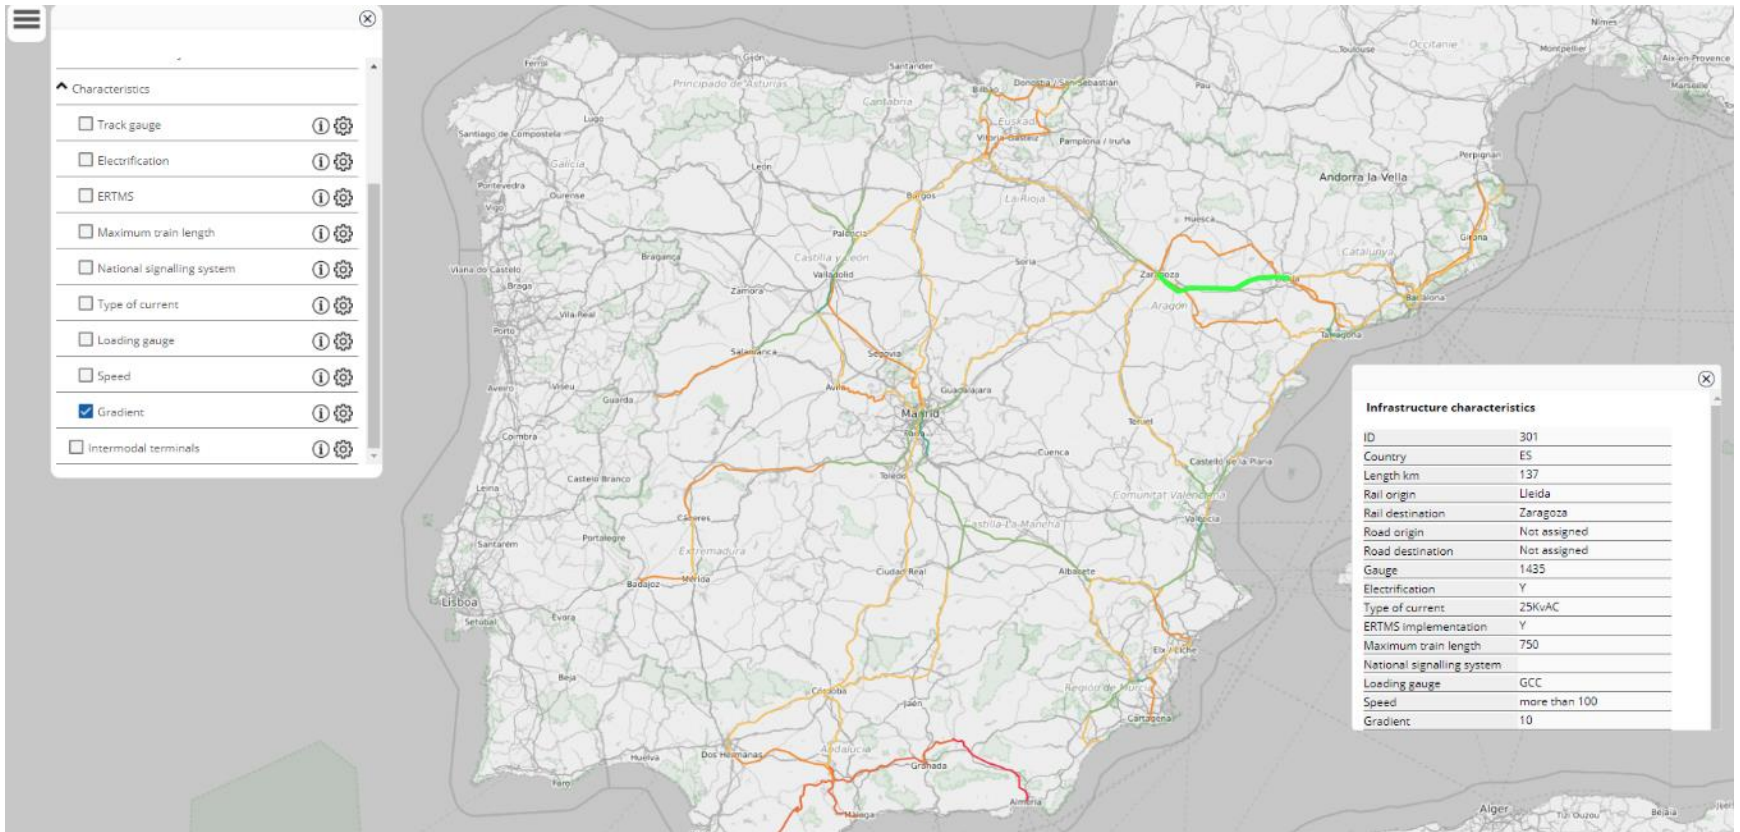 Characteristics
Track gauge
Electrification
ERTMS
Maximum train length
National signalling system
Type of current
Loading gauge
Speed
Gradient
Intermodal terminals
Nimes
Toulouse
Occitanie
Montpellier
Aix-en-Provence
Marseille
Ferrol
Gijón
Santander
Bilbao
Donostia / San Sebastián
Pau
Principado de Asturias
Cantabria
Lugo
Euskadi
Santiago de Compostela
Vitoria-Gasteiz
Pamplona / Iruña
Perpignan
Galicia
León
Andorra la Vella
Pontevedra
Ourense
Burgos
La Rioja
Vigo
Huesca
Palencia
Girona
Catalunya
Bragança
Castilla y León
Soria
Viana do Castelo
Valladolid
Zaragoza
Braga
Zamora
Barcelona
Aragón
Vila Real
Porto
Tarragona
Salamanca
Segovia
Aveiro
Viseu
Ávila
Guadalajara
Guarda
Madrid
Teruel
Coimbra
Cuenca
Castelló de la Plana
Leiria
Castelo Branco
Toledo
Comunitat Valenciana
Cáceres
Castilla-La Mancha
València
Santarém
Portalegre
Extremadura
Ciudad Real
Albacete
Badajoz
Mérida
Lisboa
Setúbal
Évora
Elx / Elche
Beja
Córdoba
Región de Murcia
Jaén
Cartagena
Dos Hermanas
Andalucía
Huelva
Granada
Faro
Almería
Málaga
Alger
Tizi Ouzou
Béjaïa
Infrastructure characteristics
ID 301
Country ES
Length km 137
Rail origin Lleida
Rail destination Zaragoza
Road origin Not assigned
Road destination Not assigned
Gauge 1435
Electrification Y
Type of current 25KvAC
ERTMS implementation Y
Maximum train length 750
National signalling system
Loading gauge GCC
Speed more than 100
Gradient 10